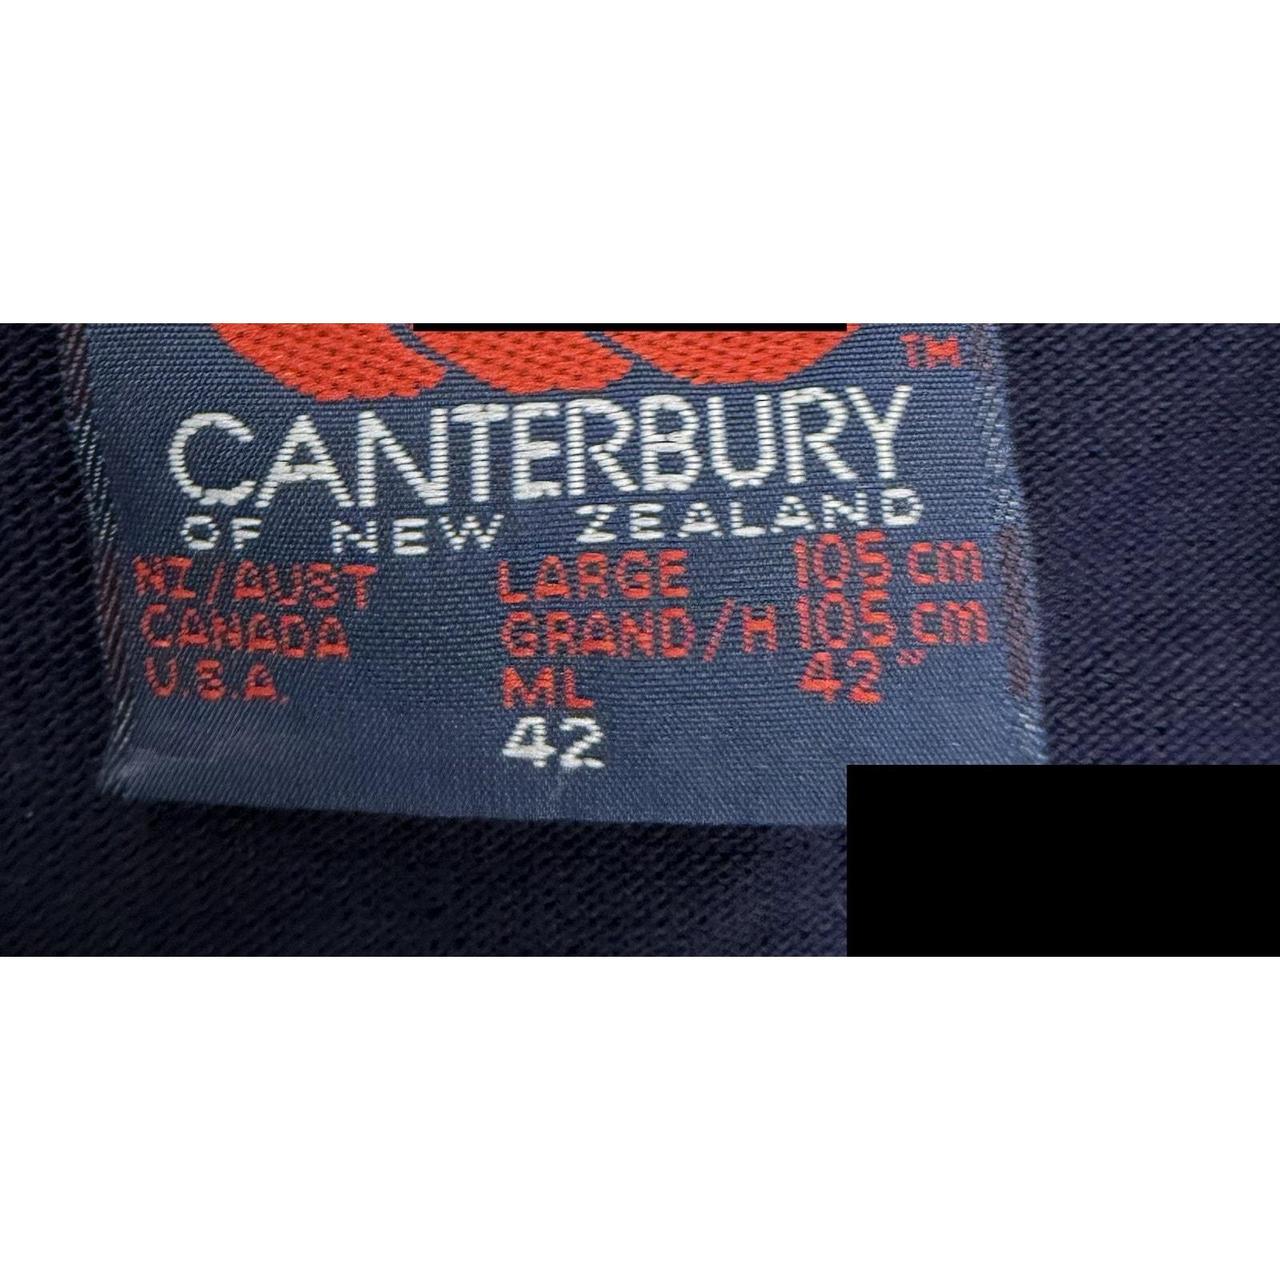 TM
CANTERBURY
OF NEW ZEALAND
NZ/AUST LARGE 105 cm
CANADA GRAND/H 105 cm
U.S.A. ML 42"
42